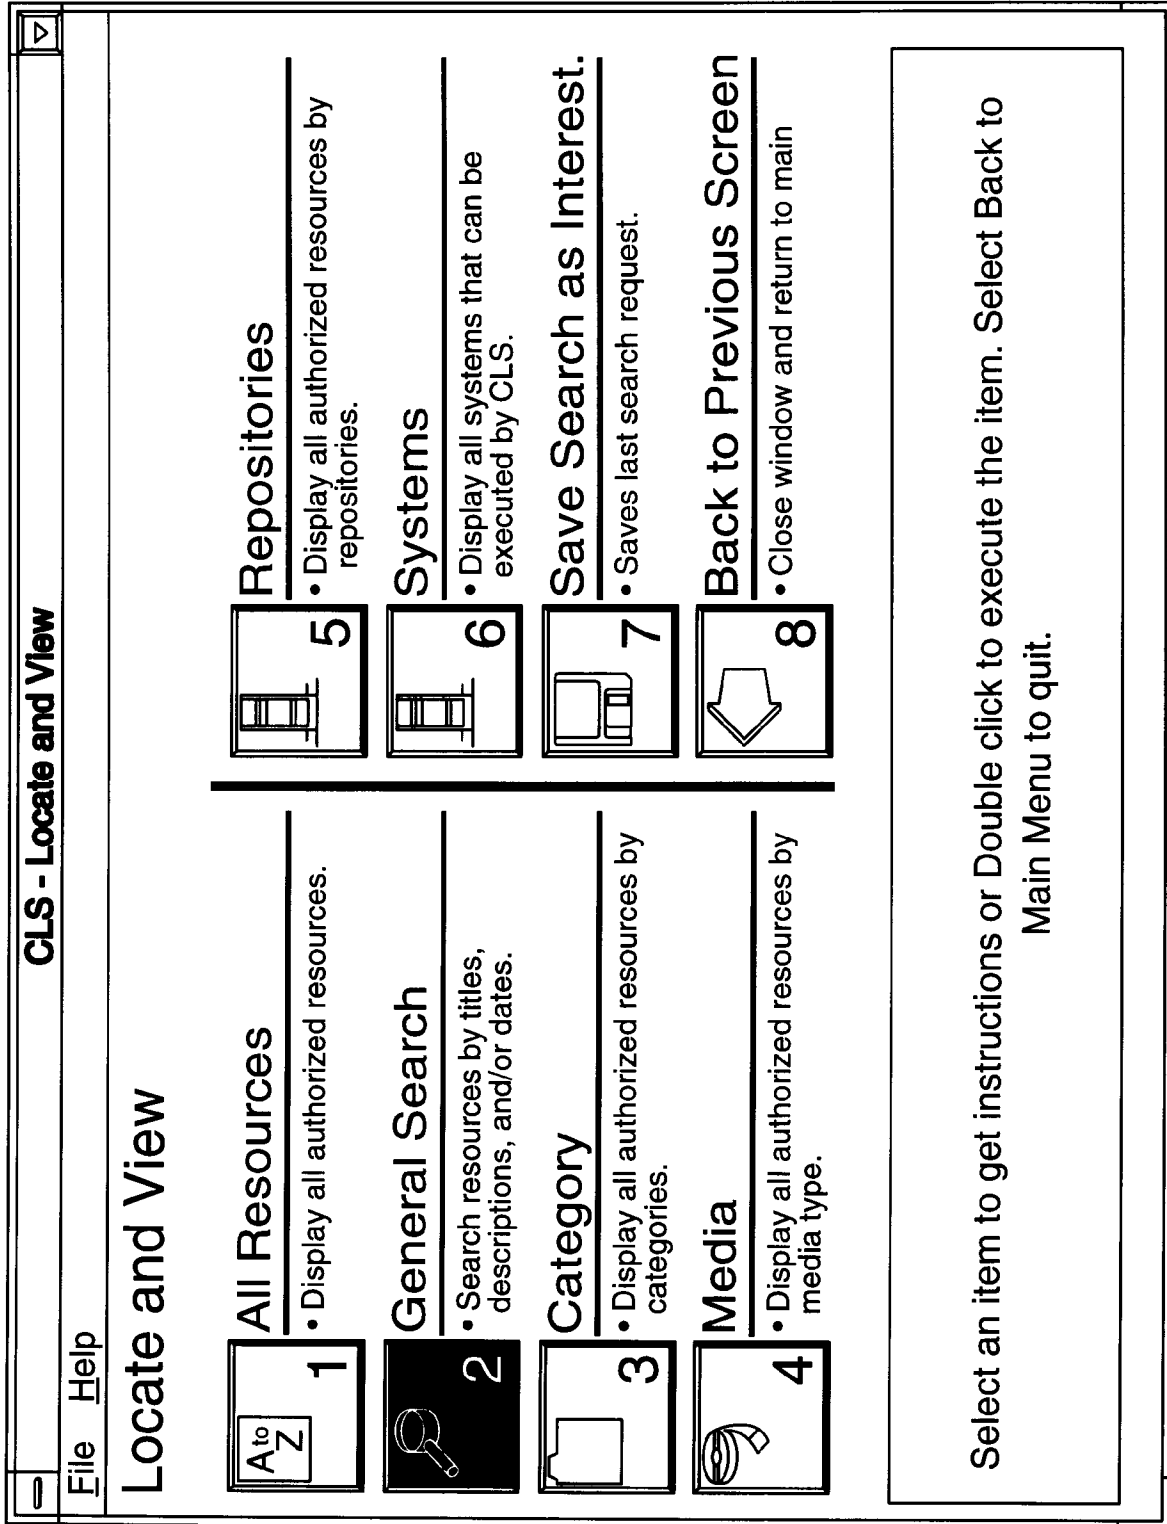 CLS - Locate and View
File Help
Locate and View
A to
Z
1
All Resources
• Display all authorized resources.
2
General Search
• Search resources by titles,
descriptions, and/or dates.
3
Category
• Display all authorized resources by
categories.
4
Media
• Display all authorized resources by
media type.
5
Repositories
• Display all authorized resources by
repositories.
6
Systems
• Display all systems that can be
executed by CLS.
7
Save Search as Interest.
• Saves last search request.
8
Back to Previous Screen
• Close window and return to main
Select an item to get instructions or Double click to execute the item. Select Back to
Main Menu to quit.